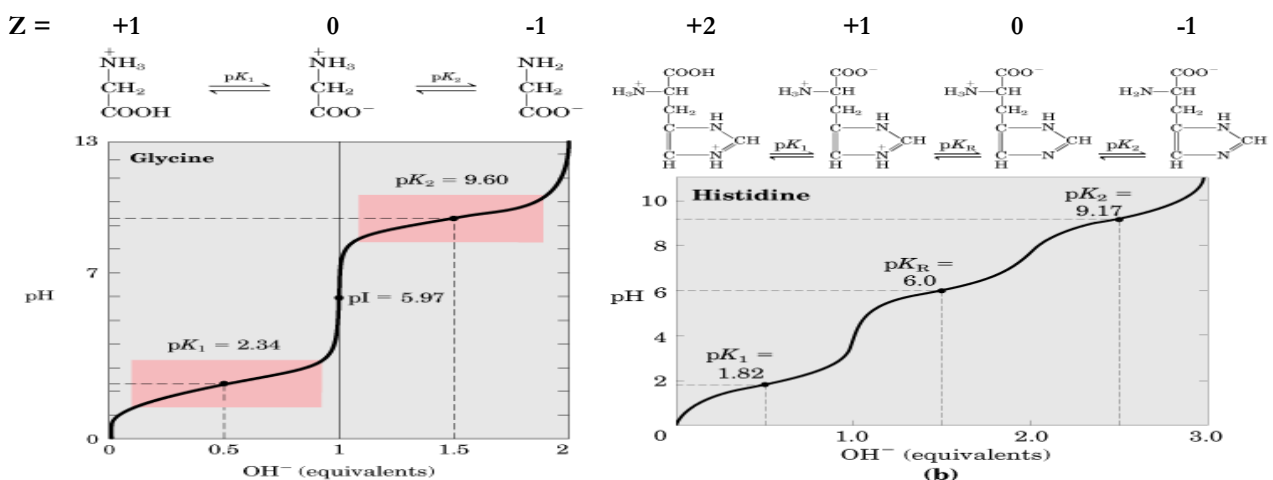 Z = +1 0 -1 +2 +1 0 -1
+
NH₃
CH₂
COOH
pK₁
+
NH₃
CH₂
COO⁻
pK₂
NH₂
CH₂
COO⁻
COOH
H₃N⁺—CH
CH₂
C H N CH
C H N⁺ H
pK₁
COO⁻
H₃N⁺—CH
CH₂
C H N CH
C H N⁺ H
pK_R
COO⁻
H₃N⁺—CH
CH₂
C H N CH
C H N
pK₂
COO⁻
H₂N—CH
CH₂
C H N CH
C H N
13
Glycine
pK₂ = 9.60
7
pH
pI = 5.97
pK₁ = 2.34
0
0 0.5 1 1.5 2
OH⁻ (equivalents)
Histidine
10
8
6
pH
4
2
0
pK₂ =
9.17
pK_R =
6.0
pK₁ =
1.82
1.0 2.0 3.0
OH⁻ (equivalents)
(b)